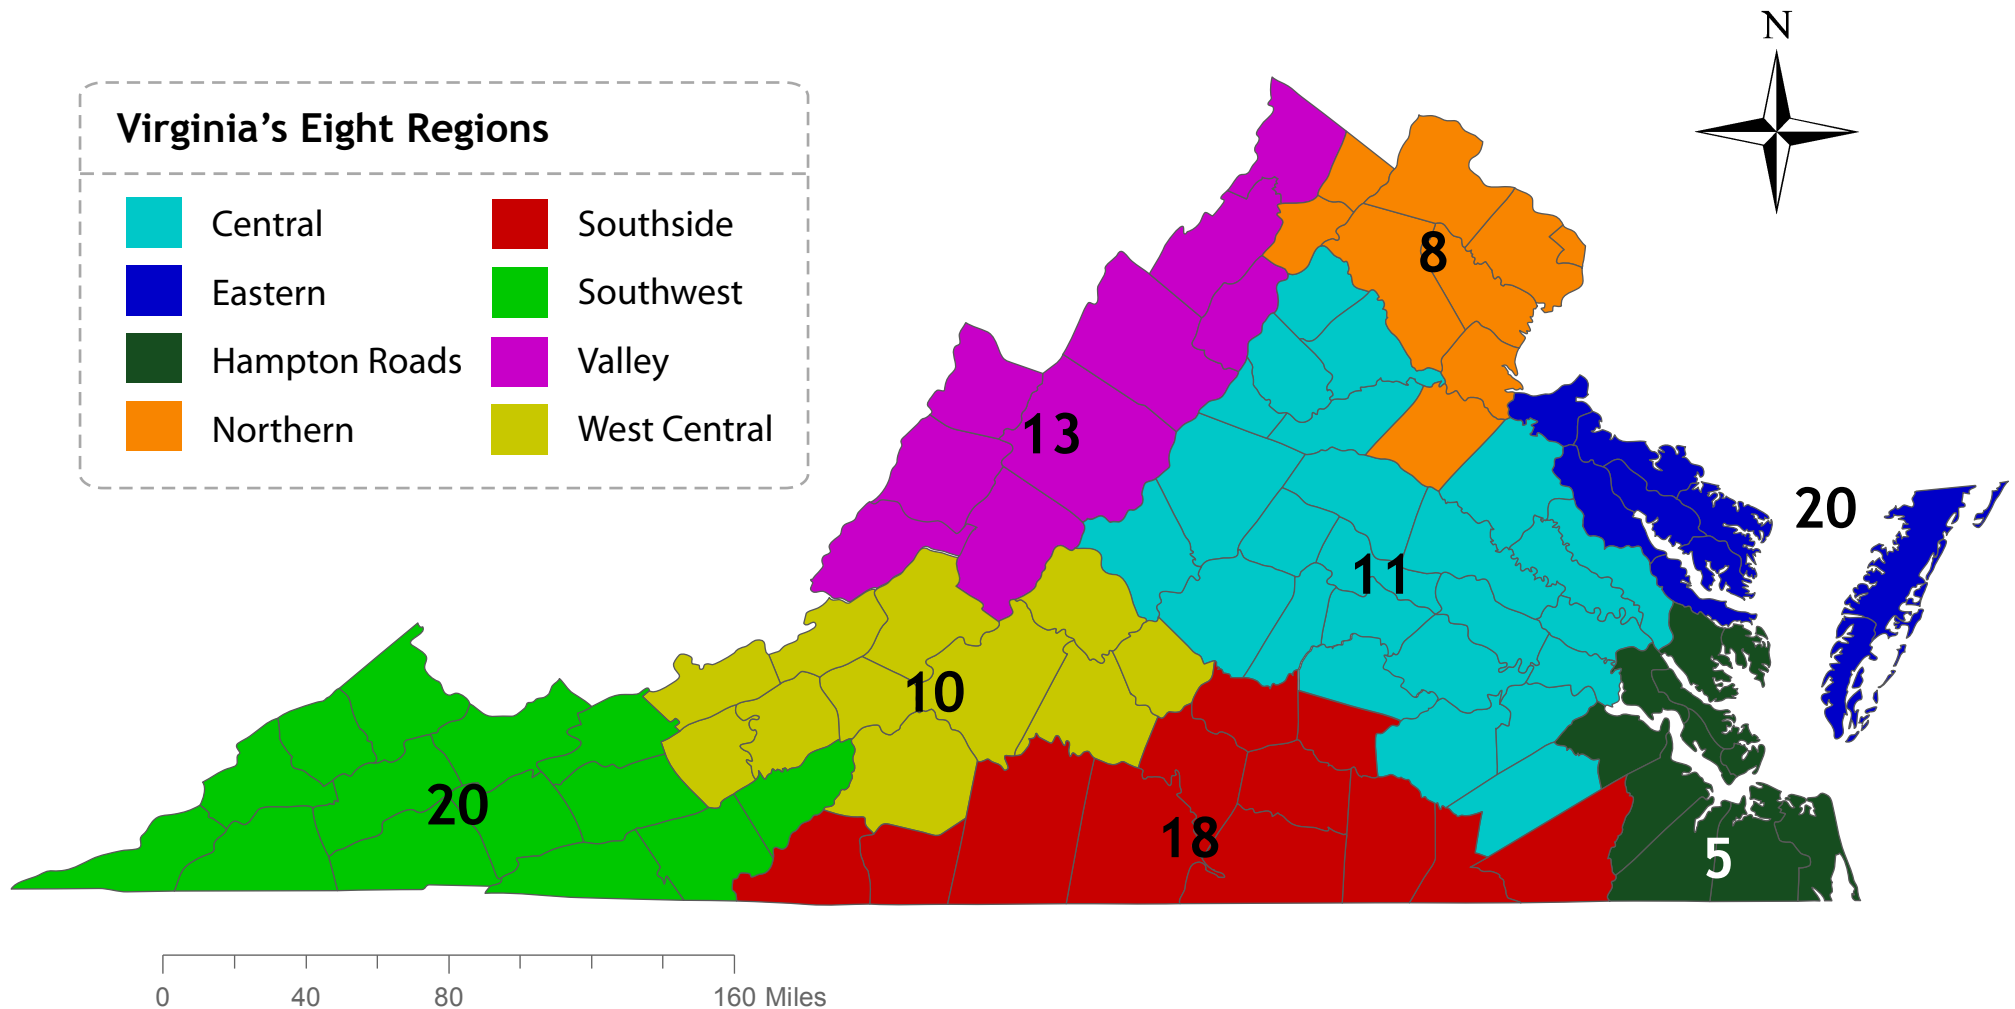 N
Virginia’s Eight Regions
Central
Southside
Eastern
Southwest
Hampton Roads
Valley
Northern
West Central
8
13
20
11
10
20
18
5
0 40 80 160 Miles